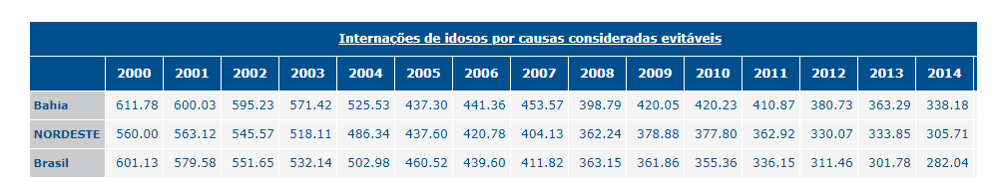 Internações de idosos por causas consideradas evitáveis
2000 2001 2002 2003 2004 2005 2006 2007 2008 2009 2010 2011 2012 2013 2014
Bahia 611.78 600.03 595.23 571.42 525.53 437.30 441.36 453.57 398.79 420.05 420.23 410.87 380.73 363.29 338.18
NORDESTE 560.00 563.12 545.57 518.11 486.34 437.60 420.78 404.13 362.24 378.88 377.80 362.92 330.07 333.85 305.71
Brasil 601.13 579.58 551.65 532.14 502.98 460.52 439.60 411.82 363.15 361.86 355.36 336.15 311.46 301.78 282.04